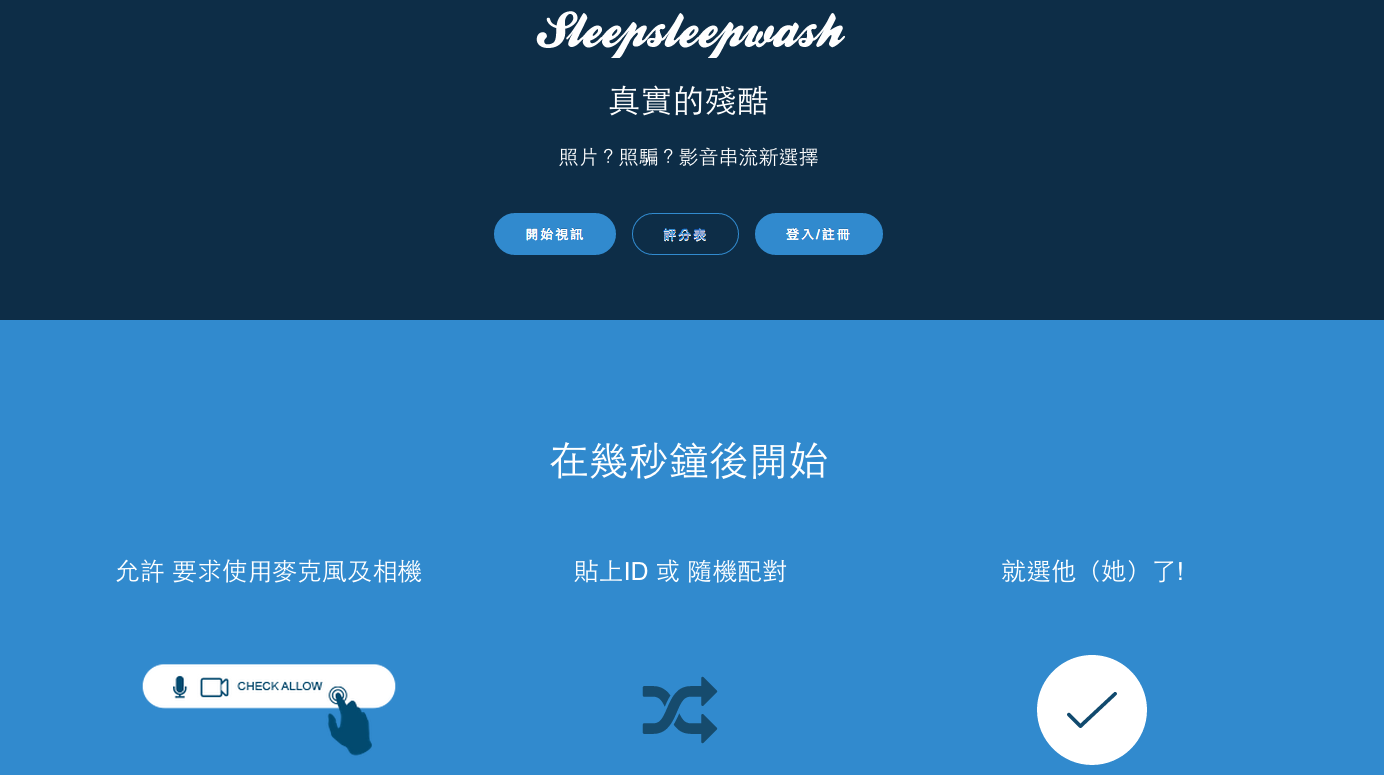 Sleepsleepwash
真實的殘酷
照片？照騙？影音串流新選擇
開始視訊 評分表 登入/註冊
在幾秒鐘後開始
允許 要求使用麥克風及相機 貼上ID 或 隨機配對 就選他（她）了!
CHECK ALLOW